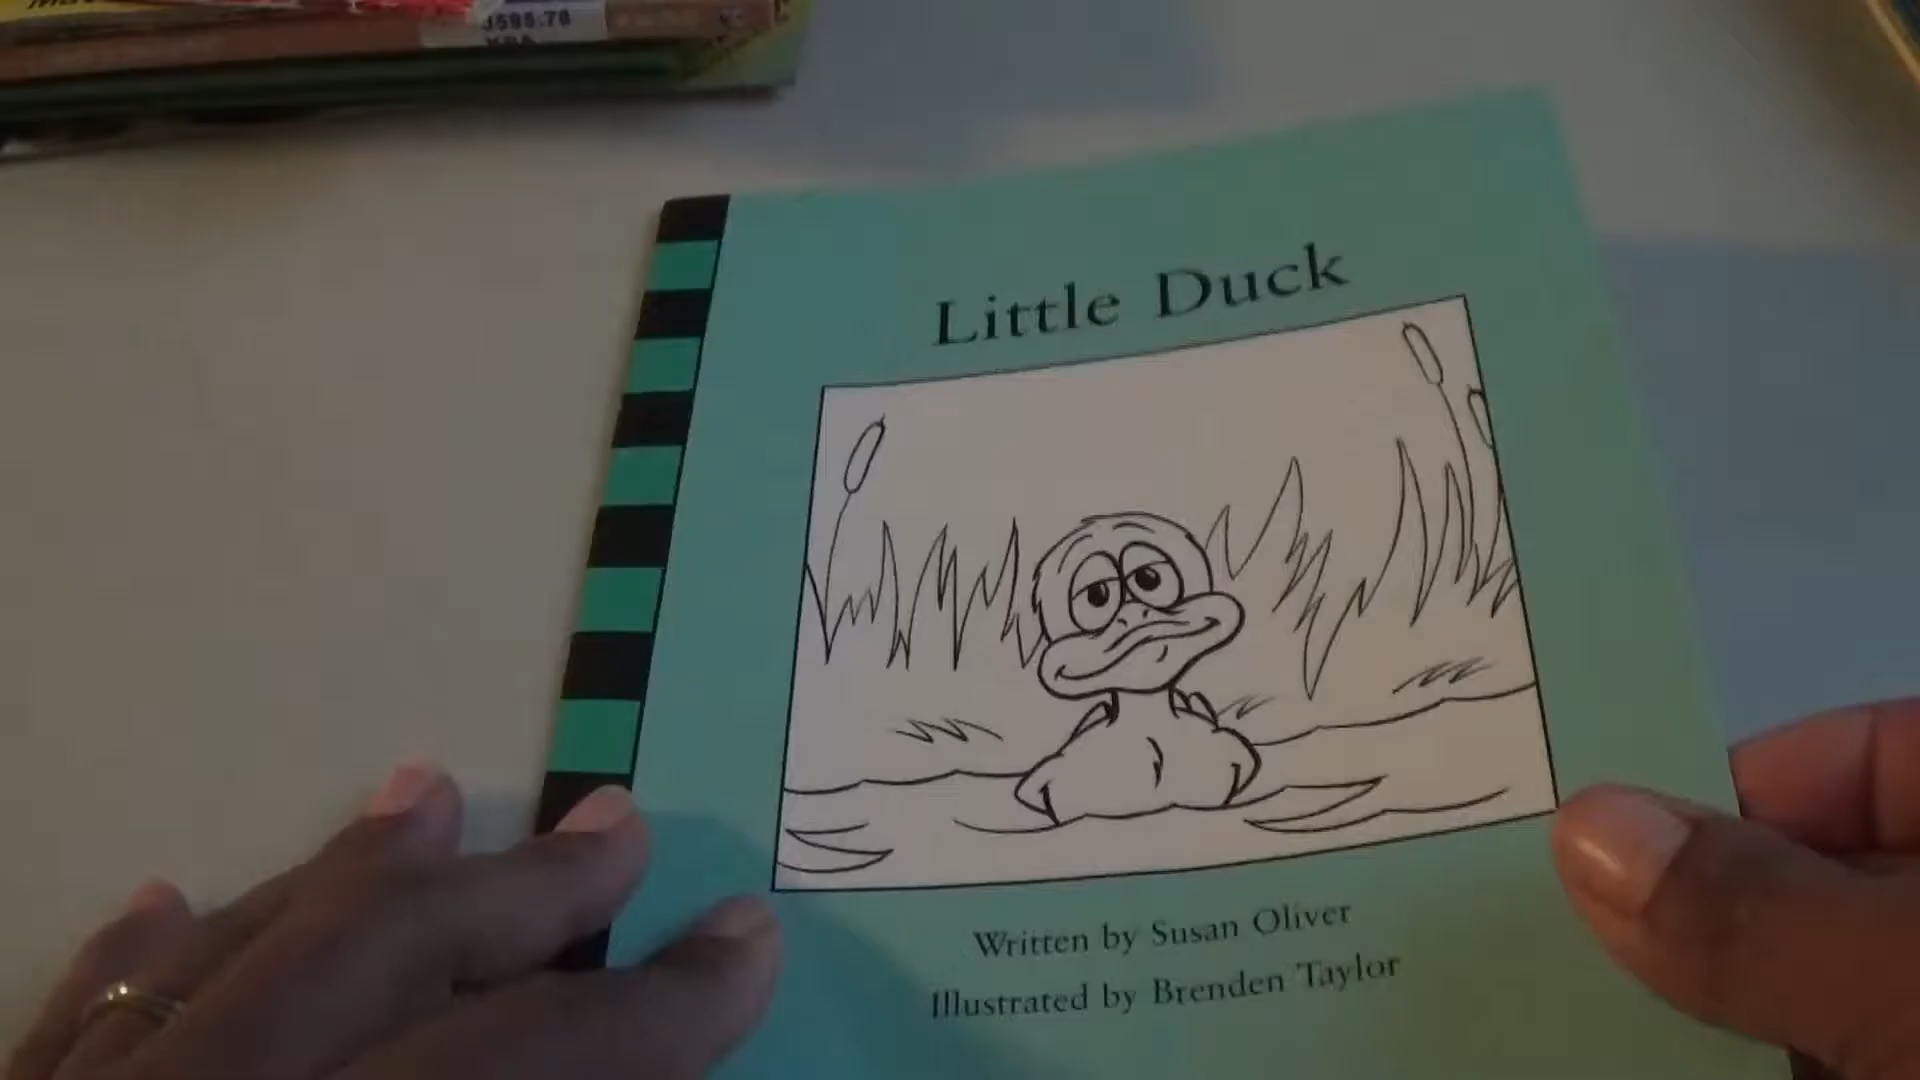 J595.78
Little Duck
Written by Susan Oliver
Illustrated by Brenden Taylor